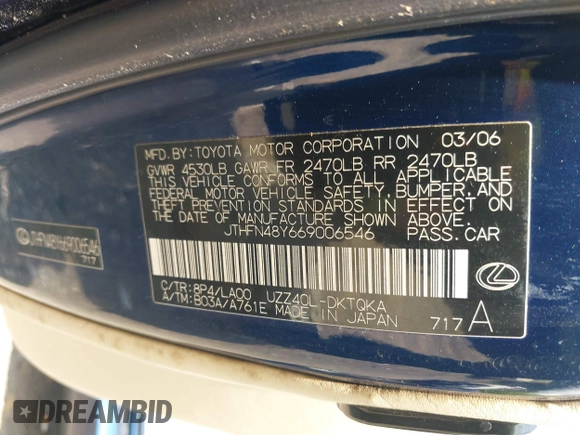 MFD. BY: TOYOTA MOTOR CORPORATION 03/06
GVWR 4530LB GAWR FR 2470LB RR 2470LB
THIS VEHICLE CONFORMS TO ALL APPLICABLE
FEDERAL MOTOR VEHICLE SAFETY, BUMPER, AND
THEFT PREVENTION STANDARDS IN EFFECT ON
THE DATE OF MANUFACTURE SHOWN ABOVE.
JTHFN48Y669006546 PASS.CAR
C/TR: 8P4/LA00 UZZ40L-DKTQKA
A/TM: B03A/A761E MADE IN JAPAN 717 A
JTHFN48Y669006546
717
DREAMBID